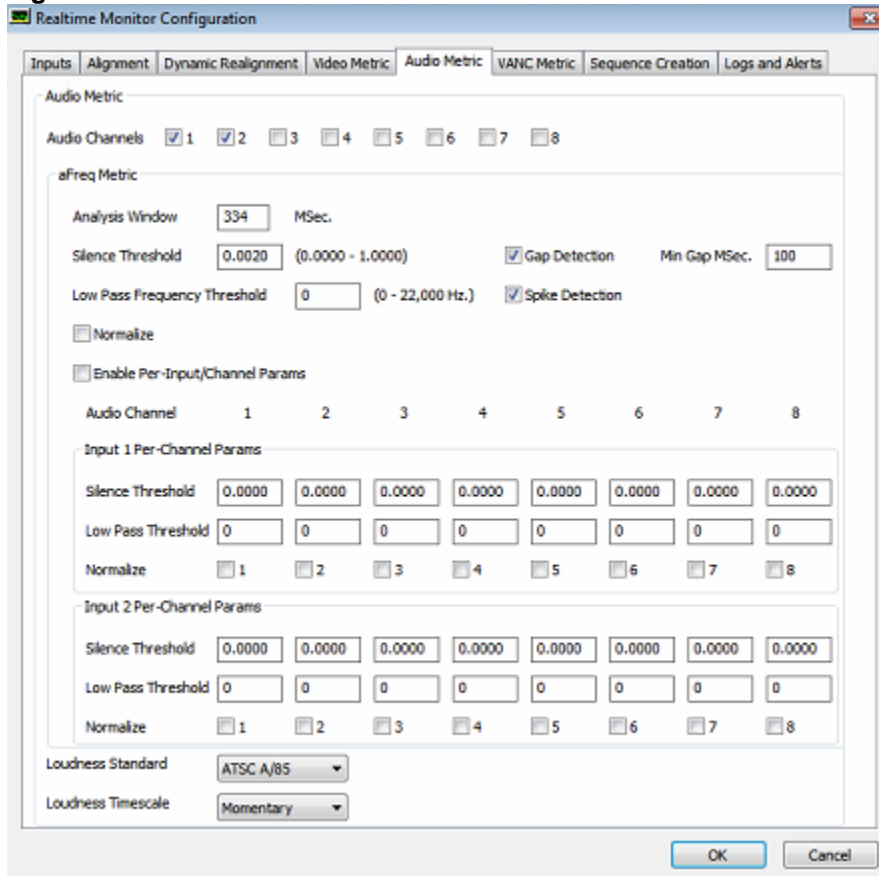 Realtime Monitor Configuration
Inputs Alignment Dynamic Realignment Video Metric Audio Metric VANC Metric Sequence Creation Logs and Alerts
Audio Metric
Audio Channels 1 2 3 4 5 6 7 8
aFreq Metric
Analysis Window 334 MSec.
Silence Threshold 0.0020 (0.0000 - 1.0000) Gap Detection Min Gap MSec. 100
Low Pass Frequency Threshold 0 (0 - 22,000 Hz.) Spike Detection
Normalize
Enable Per-Input/Channel Params
Audio Channel 1 2 3 4 5 6 7 8
Input 1 Per-Channel Params
Silence Threshold 0.0000 0.0000 0.0000 0.0000 0.0000 0.0000 0.0000 0.0000
Low Pass Threshold 0 0 0 0 0 0 0 0
Normalize 1 2 3 4 5 6 7 8
Input 2 Per-Channel Params
Silence Threshold 0.0000 0.0000 0.0000 0.0000 0.0000 0.0000 0.0000 0.0000
Low Pass Threshold 0 0 0 0 0 0 0 0
Normalize 1 2 3 4 5 6 7 8
Loudness Standard ATSC A/85
Loudness Timescale Momentary
OK Cancel